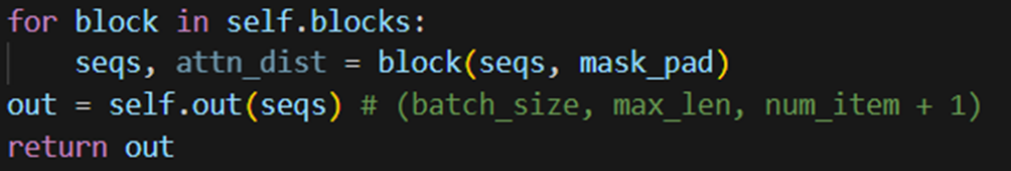 for block in self.blocks:
    seqs, attn_dist = block(seqs, mask_pad)
out = self.out(seqs) # (batch_size, max_len, num_item + 1)
return out